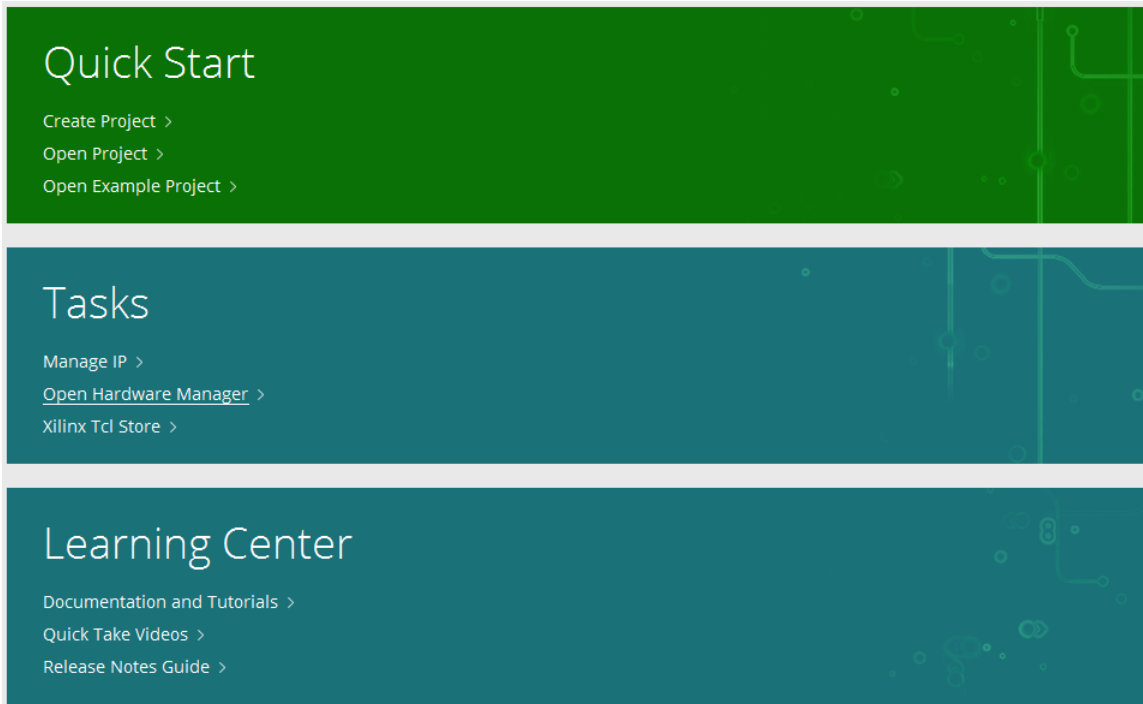 Quick Start
Create Project >
Open Project >
Open Example Project >
Tasks
Manage IP >
Open Hardware Manager >
Xilinx Tcl Store >
Learning Center
Documentation and Tutorials >
Quick Take Videos >
Release Notes Guide >